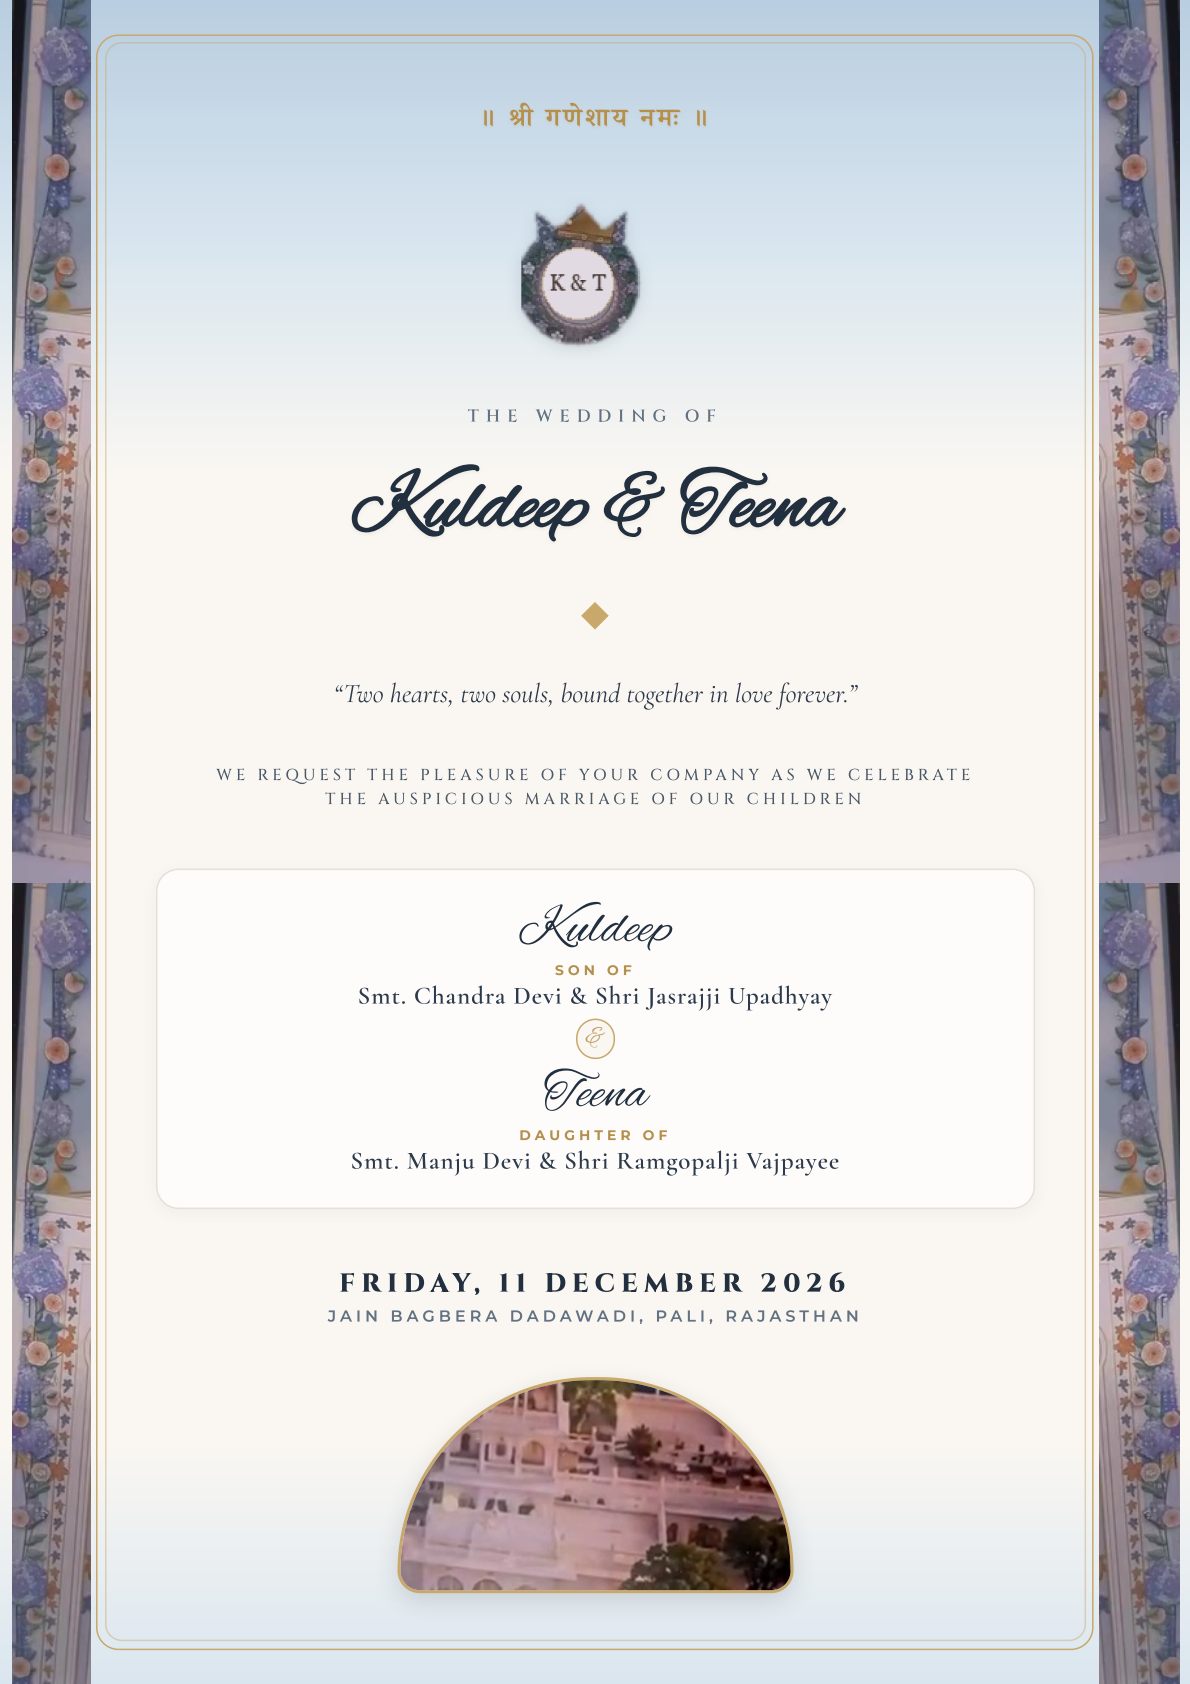 ॥ श्री गणेशाय नमः ॥
K & T
THE WEDDING OF
Kuldeep & Teena
“Two hearts, two souls, bound together in love forever.”
WE REQUEST THE PLEASURE OF YOUR COMPANY AS WE CELEBRATE
THE AUSPICIOUS MARRIAGE OF OUR CHILDREN
Kuldeep
SON OF
Smt. Chandra Devi & Shri Jasrajji Upadhyay
&
Teena
DAUGHTER OF
Smt. Manju Devi & Shri Ramgopalji Vajpayee
FRIDAY, 11 DECEMBER 2026
JAIN BAGBERA DADAWADI, PALI, RAJASTHAN